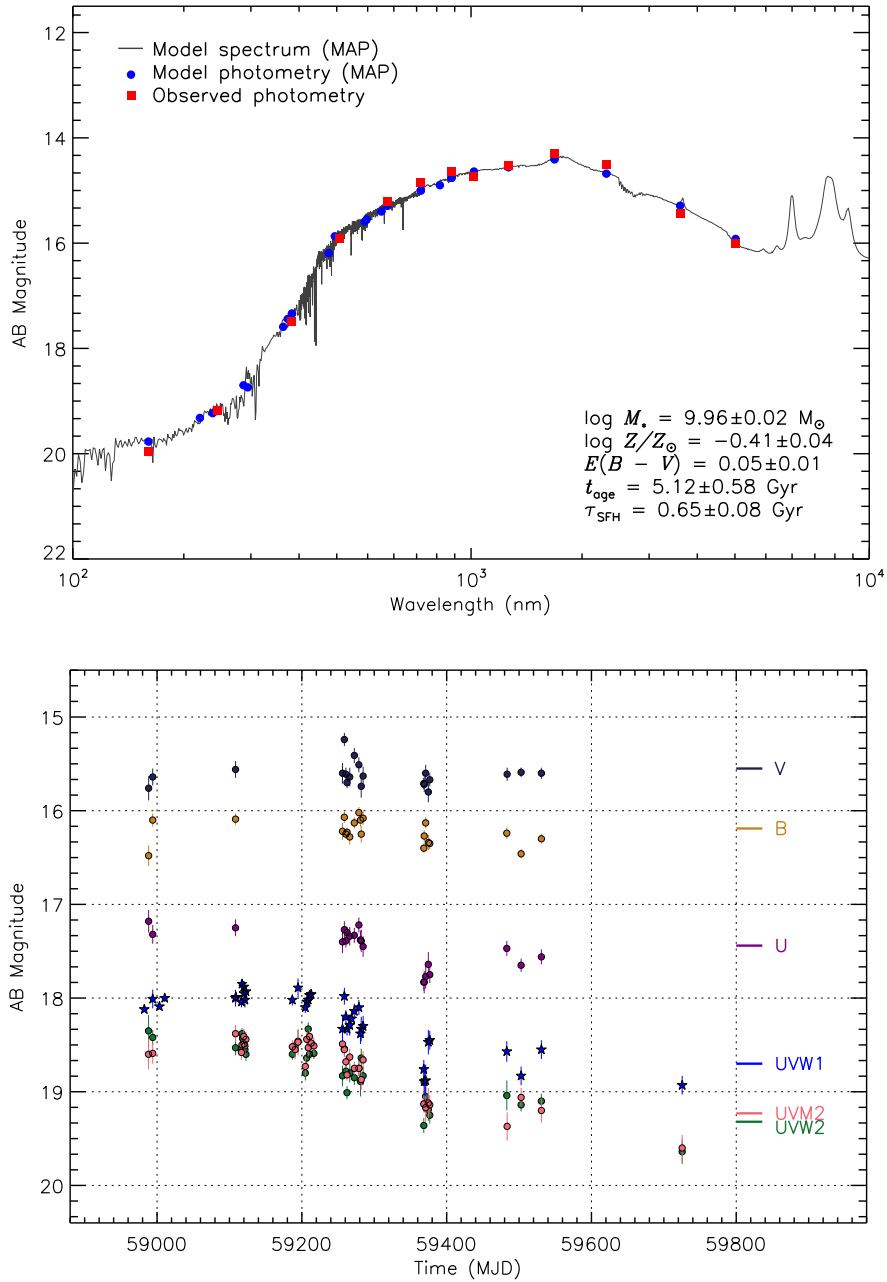 12
14
16
18
20
22
AB Magnitude
Model spectrum (MAP)
Model photometry (MAP)
Observed photometry
log M* = 9.96±0.02 M⊙
log Z/Z⊙ = −0.41±0.04
E(B − V) = 0.05±0.01
t_age = 5.12±0.58 Gyr
τ_SFH = 0.65±0.08 Gyr
10² 10³ 10⁴
Wavelength (nm)
15
16
17
18
19
20
AB Magnitude
V
B
U
UVW1
UVM2
UVW2
59000 59200 59400 59600 59800
Time (MJD)